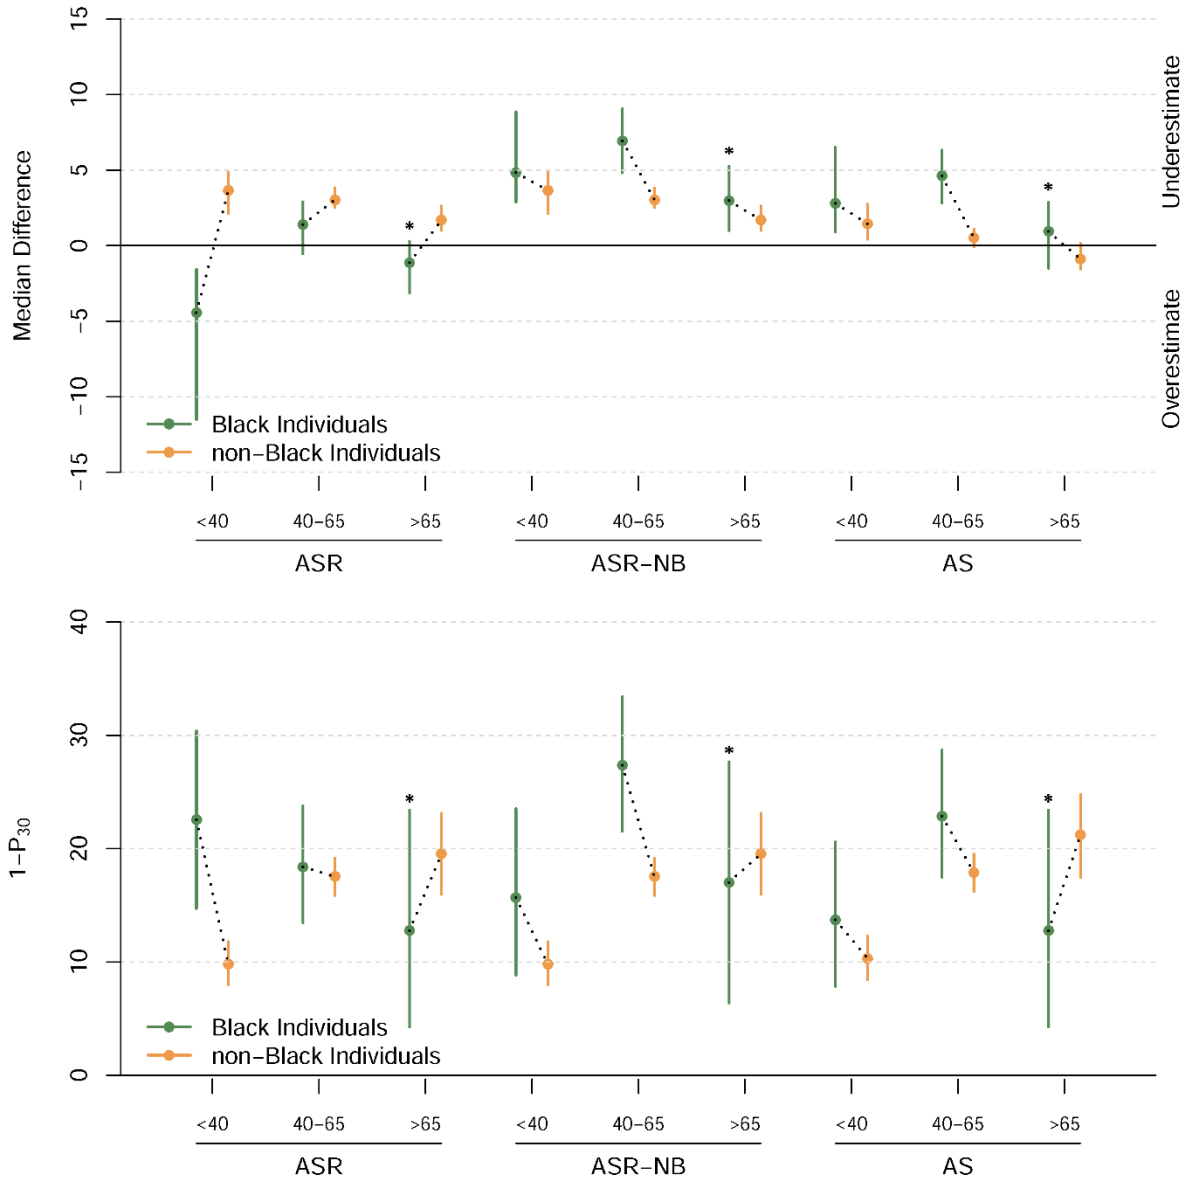 15
10
5
0
−5
−10
−15
Median Difference
Underestimate
Overestimate
*
*
*
Black Individuals
non−Black Individuals
<40 40−65 >65 <40 40−65 >65 <40 40−65 >65
ASR ASR−NB AS
40
30
20
10
0
1−P30
*
*
*
Black Individuals
non−Black Individuals
<40 40−65 >65 <40 40−65 >65 <40 40−65 >65
ASR ASR−NB AS